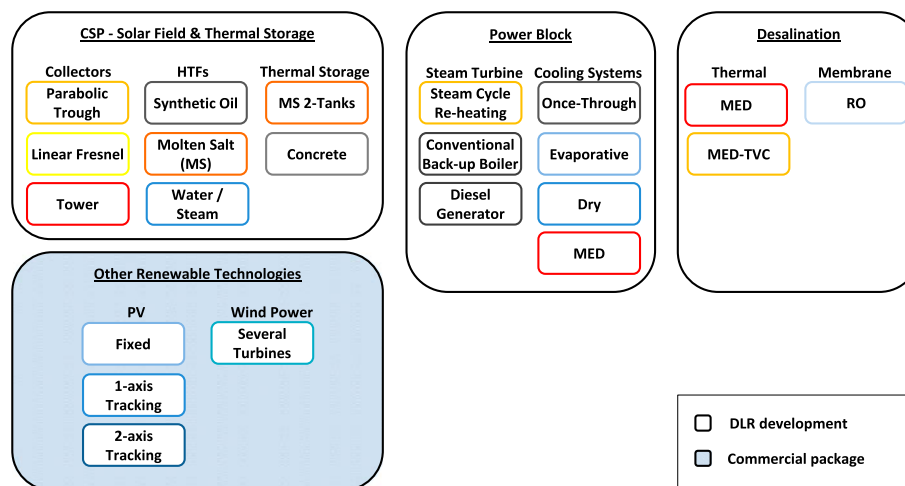 CSP - Solar Field & Thermal Storage
Collectors
HTFs
Thermal Storage
Parabolic
Trough
Synthetic Oil
MS 2-Tanks
Linear Fresnel
Molten Salt
(MS)
Concrete
Tower
Water /
Steam
Power Block
Steam Turbine
Cooling Systems
Steam Cycle
Re-heating
Once-Through
Conventional
Back-up Boiler
Evaporative
Diesel
Generator
Dry
MED
Desalination
Thermal
Membrane
MED
RO
MED-TVC
Other Renewable Technologies
PV
Wind Power
Fixed
Several
Turbines
1-axis
Tracking
2-axis
Tracking
DLR development
Commercial package